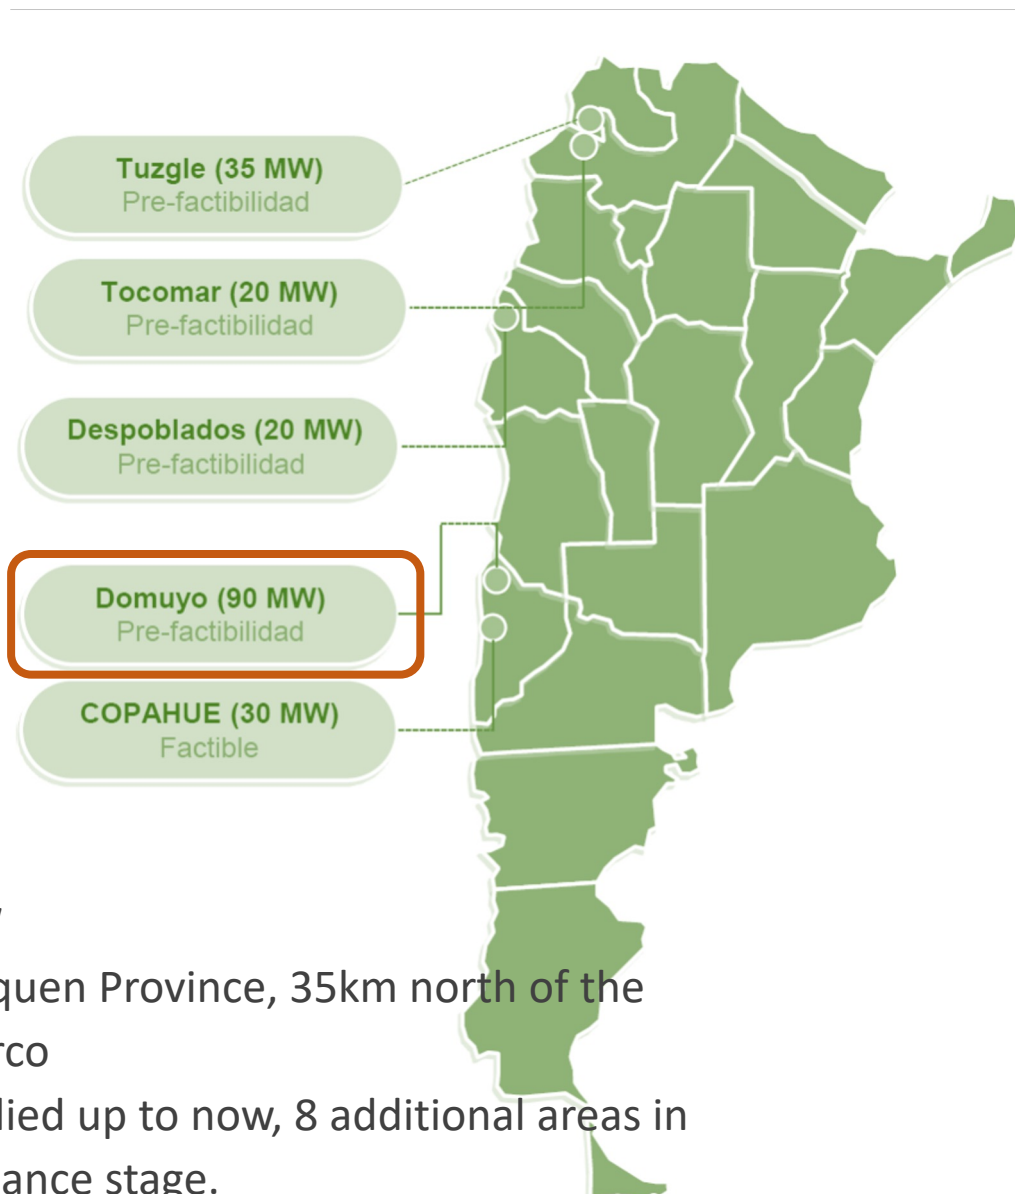 Tuzgle (35 MW)
Pre-factibilidad
Tocomar (20 MW)
Pre-factibilidad
Despoblados (20 MW)
Pre-factibilidad
Domuyo (90 MW)
Pre-factibilidad
COPAHUE (30 MW)
Factible
quen Province, 35km north of the
rco
lied up to now, 8 additional areas in
ance stage.